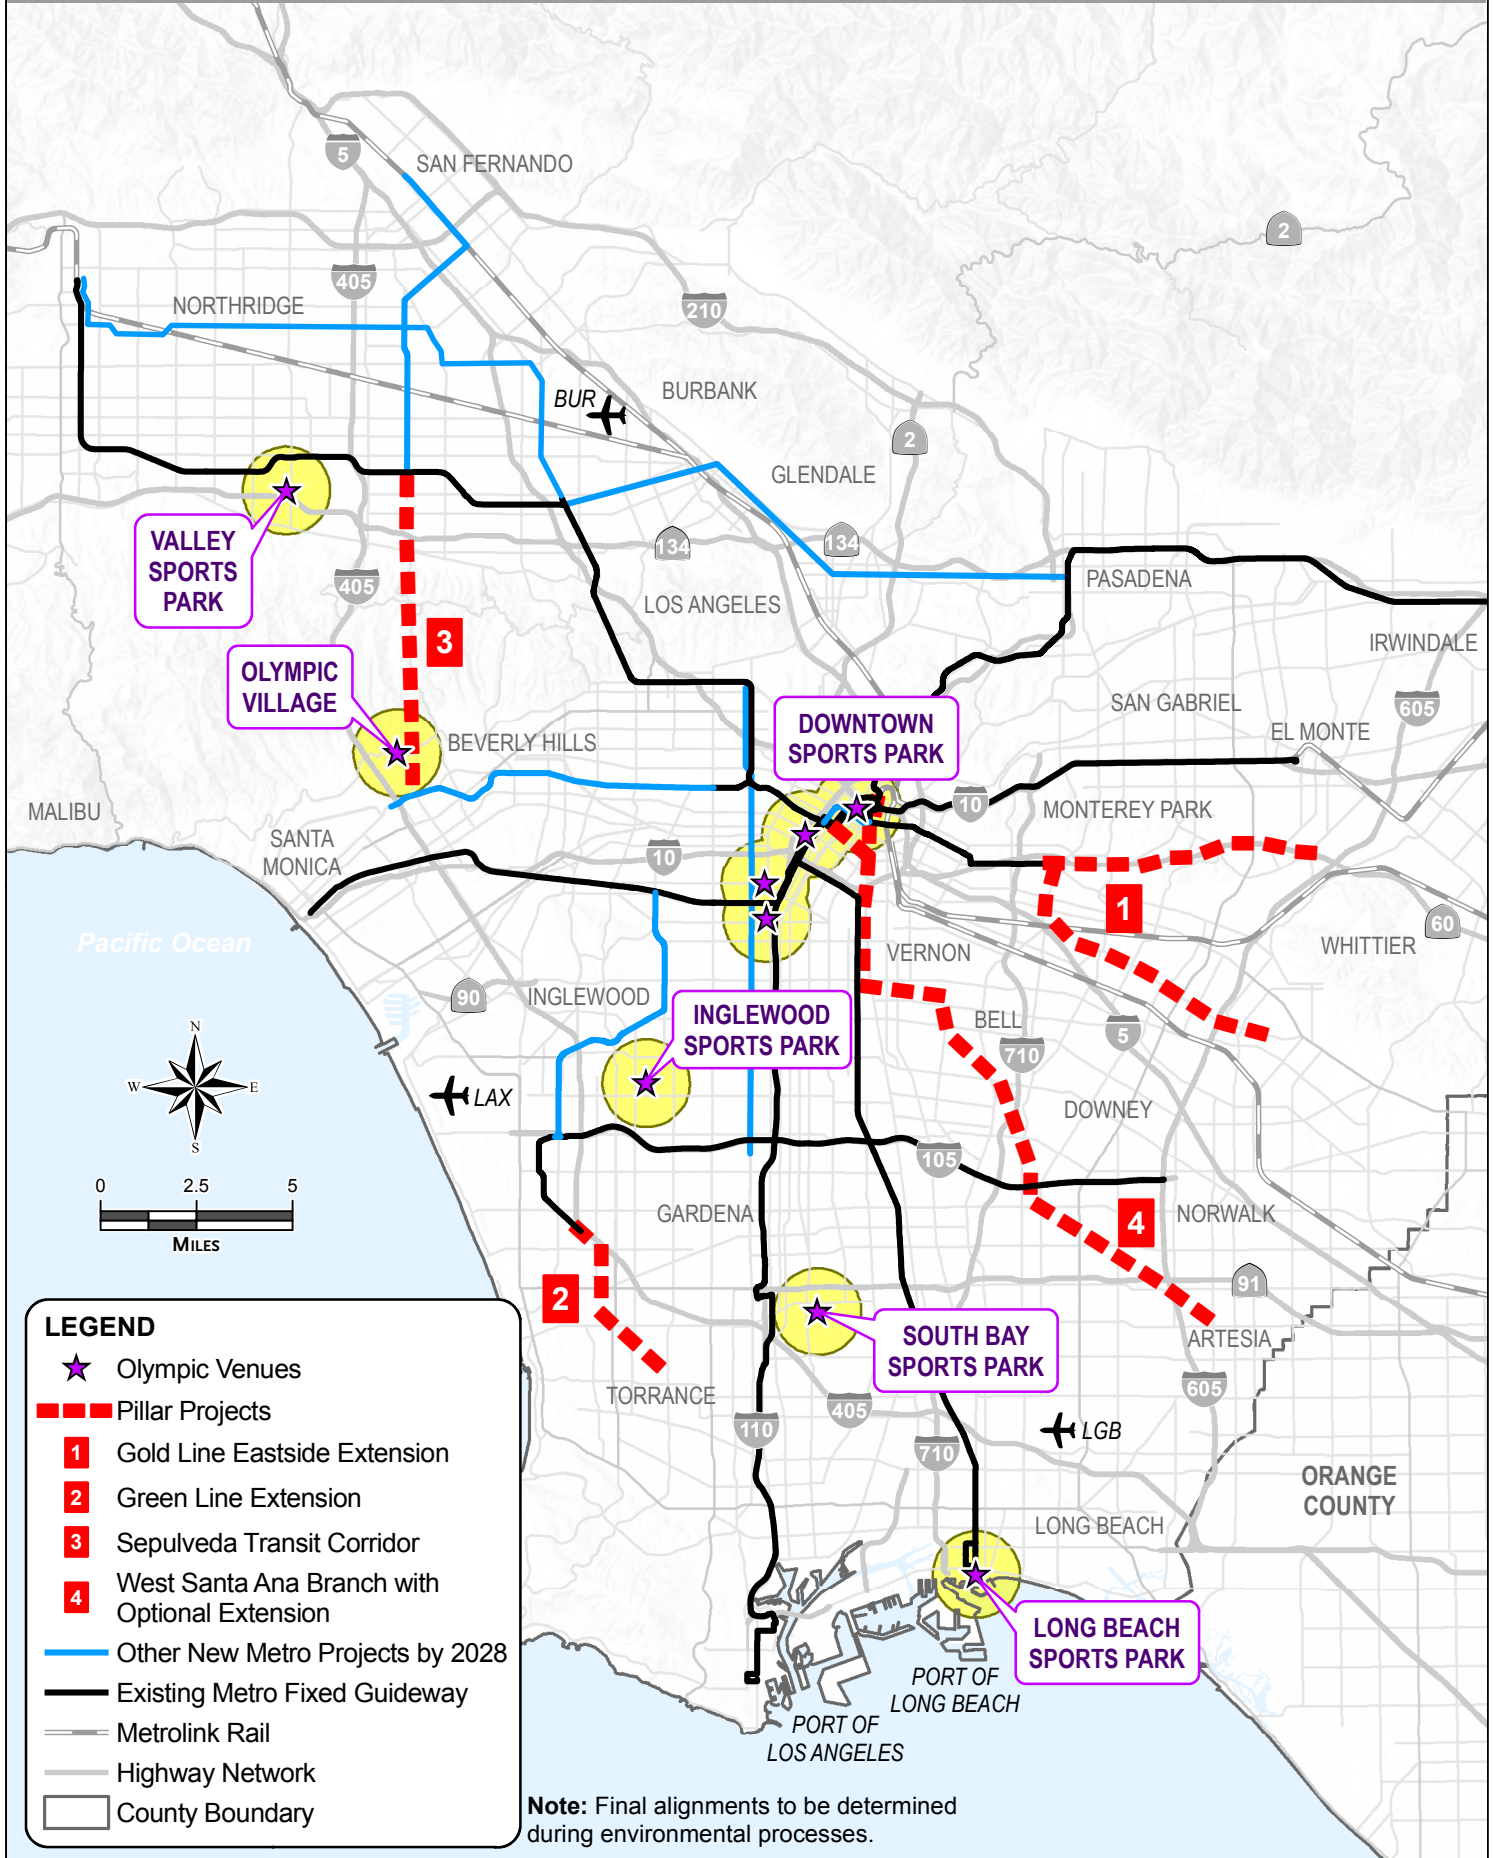 SAN FERNANDO
5
2
405
NORTHRIDGE
210
BUR
BURBANK
2
GLENDALE
VALLEY
SPORTS
PARK
134
134
405
PASADENA
LOS ANGELES
3
IRWINDALE
OLYMPIC
VILLAGE
SAN GABRIEL
605
DOWNTOWN
SPORTS PARK
EL MONTE
BEVERLY HILLS
10
MONTEREY PARK
MALIBU
SANTA
MONICA
10
1
60
WHITTIER
Pacific Ocean
VERNON
90
INGLEWOOD
INGLEWOOD
SPORTS PARK
BELL
5
710
N
W
E
S
LAX
DOWNEY
105
0
2.5
5
MILES
GARDENA
4
NORWALK
2
91
SOUTH BAY
SPORTS PARK
ARTESIA
TORRANCE
605
405
110
710
LGB
ORANGE
COUNTY
LONG BEACH
LONG BEACH
SPORTS PARK
PORT OF
LONG BEACH
PORT OF
LOS ANGELES
LEGEND
Olympic Venues
Pillar Projects
1 Gold Line Eastside Extension
2 Green Line Extension
3 Sepulveda Transit Corridor
4 West Santa Ana Branch with
Optional Extension
Other New Metro Projects by 2028
Existing Metro Fixed Guideway
Metrolink Rail
Highway Network
County Boundary
Note: Final alignments to be determined
during environmental processes.